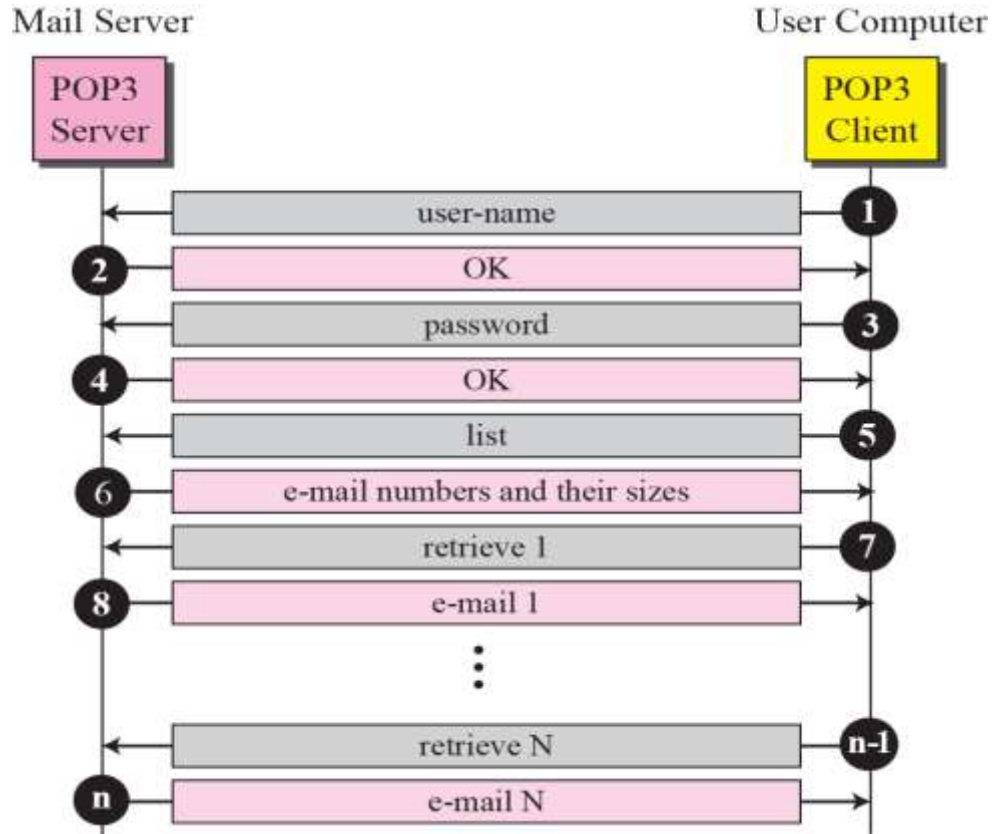 Mail Server
User Computer
POP3
Server
POP3
Client
user-name
1
2
OK
password
3
4
OK
list
5
6
e-mail numbers and their sizes
retrieve 1
7
8
e-mail 1
retrieve N
n-1
n
e-mail N